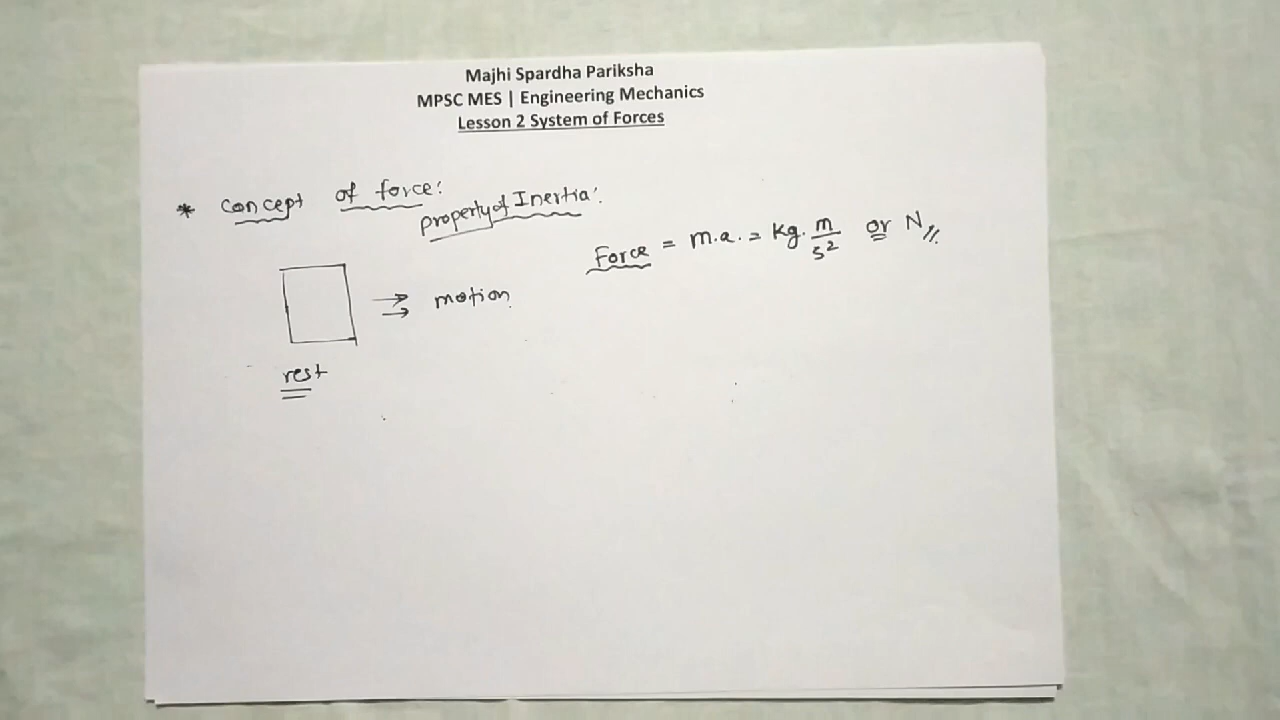 Majhi Spardha Pariksha
MPSC MES | Engineering Mechanics
Lesson 2 System of Forces
* Concept of force:
property of Inertia:
Force = m.a. = kg. m/s² or N
motion
rest